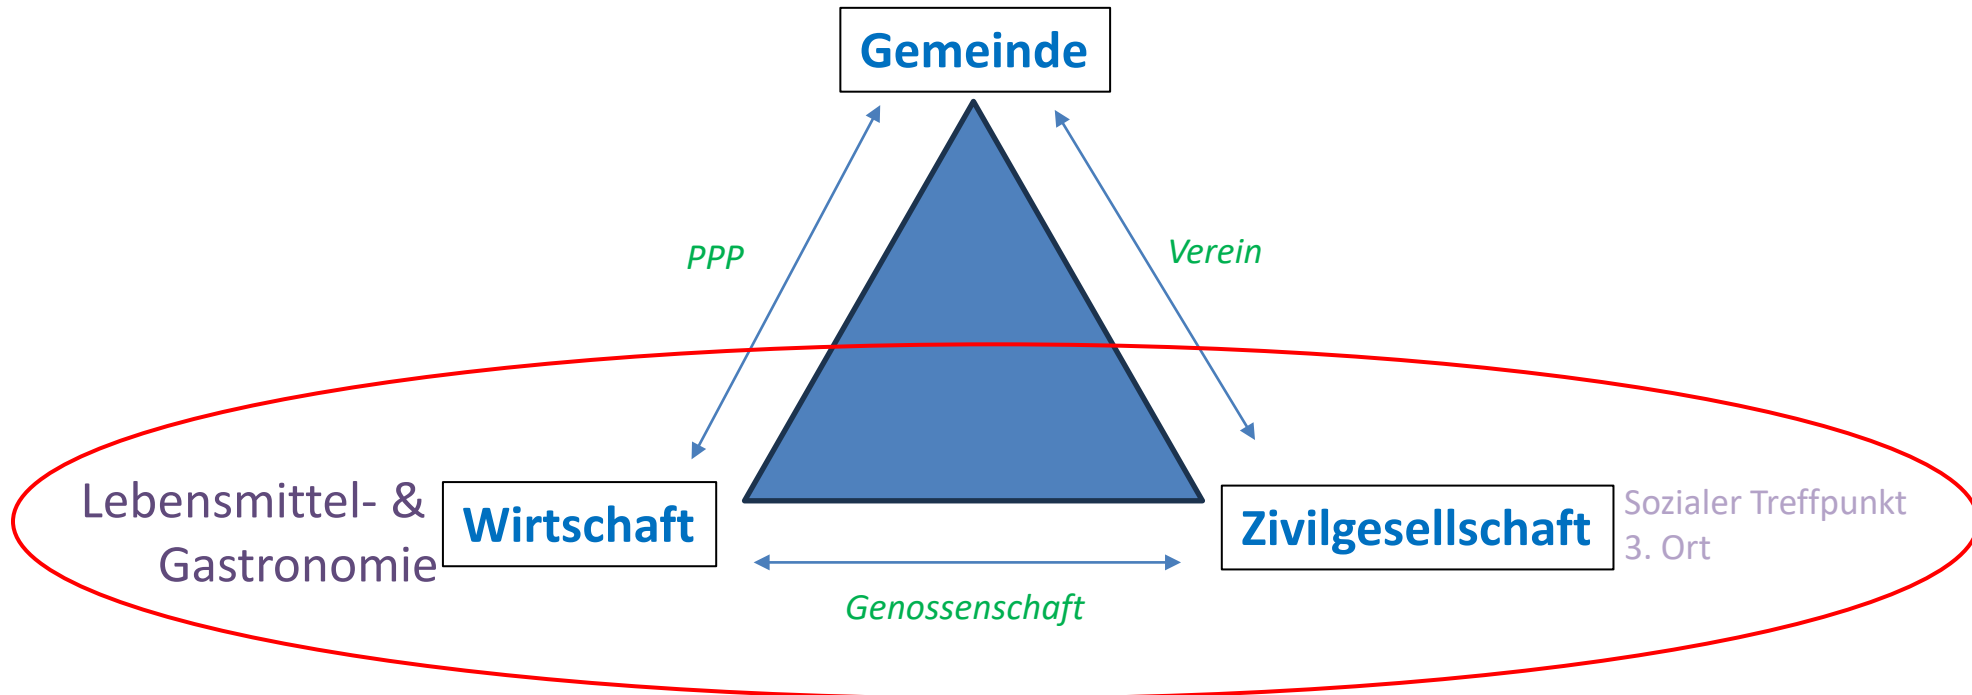 Gemeinde
PPP
Verein
Lebensmittel- &
Gastronomie
Wirtschaft
Zivilgesellschaft
Sozialer Treffpunkt
3. Ort
Genossenschaft